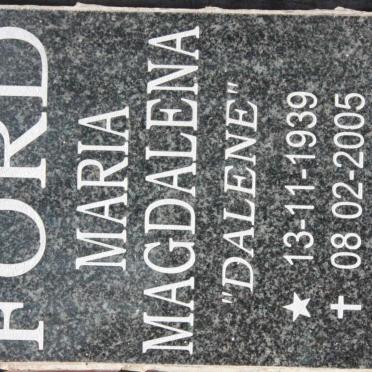 FORD
MARIA
MAGDALENA
"DALENE"
★ 13-11-1939
✝ 08 02-2005